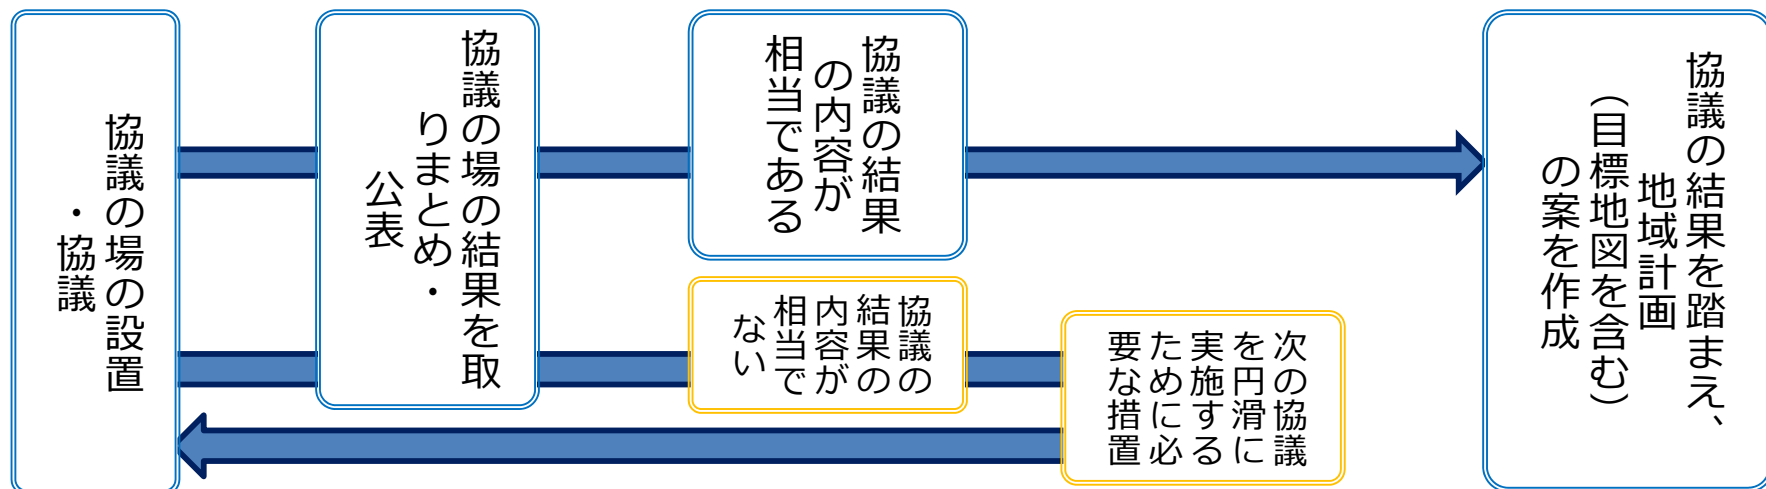 協議の場の設置
・協議
協議の場の結果を取
りまとめ・
公表
協議の結果
の内容が
相当である
協議の
結果の
内容が
相当で
ない
次の協議
を円滑に
実施する
ために必
要な措置
協議の結果を踏まえ、
地域計画
（目標地図を含む）
の案を作成